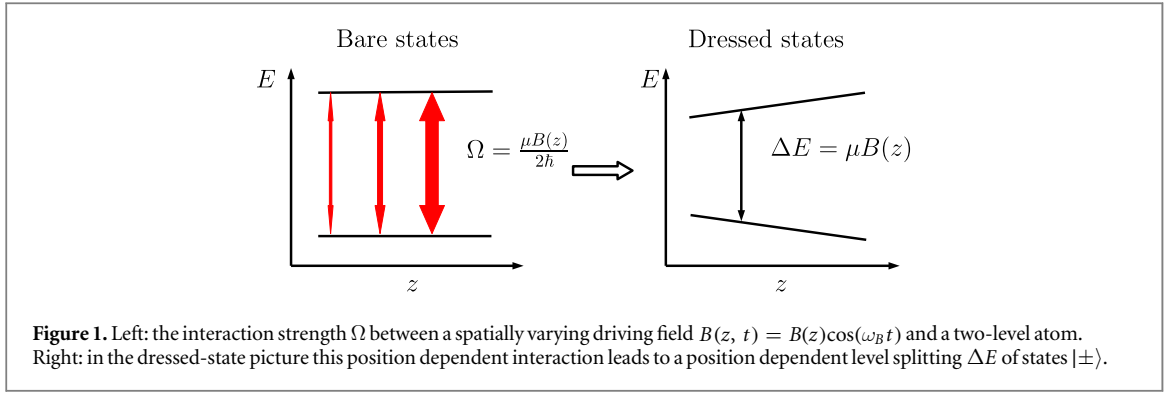 Bare states
Dressed states
E
E
Ω = μB(z)/2ħ
ΔE = μB(z)
z
z
Figure 1. Left: the interaction strength Ω between a spatially varying driving field B(z, t) = B(z)cos(ω_B t) and a two-level atom.
Right: in the dressed-state picture this position dependent interaction leads to a position dependent level splitting ΔE of states |±⟩.